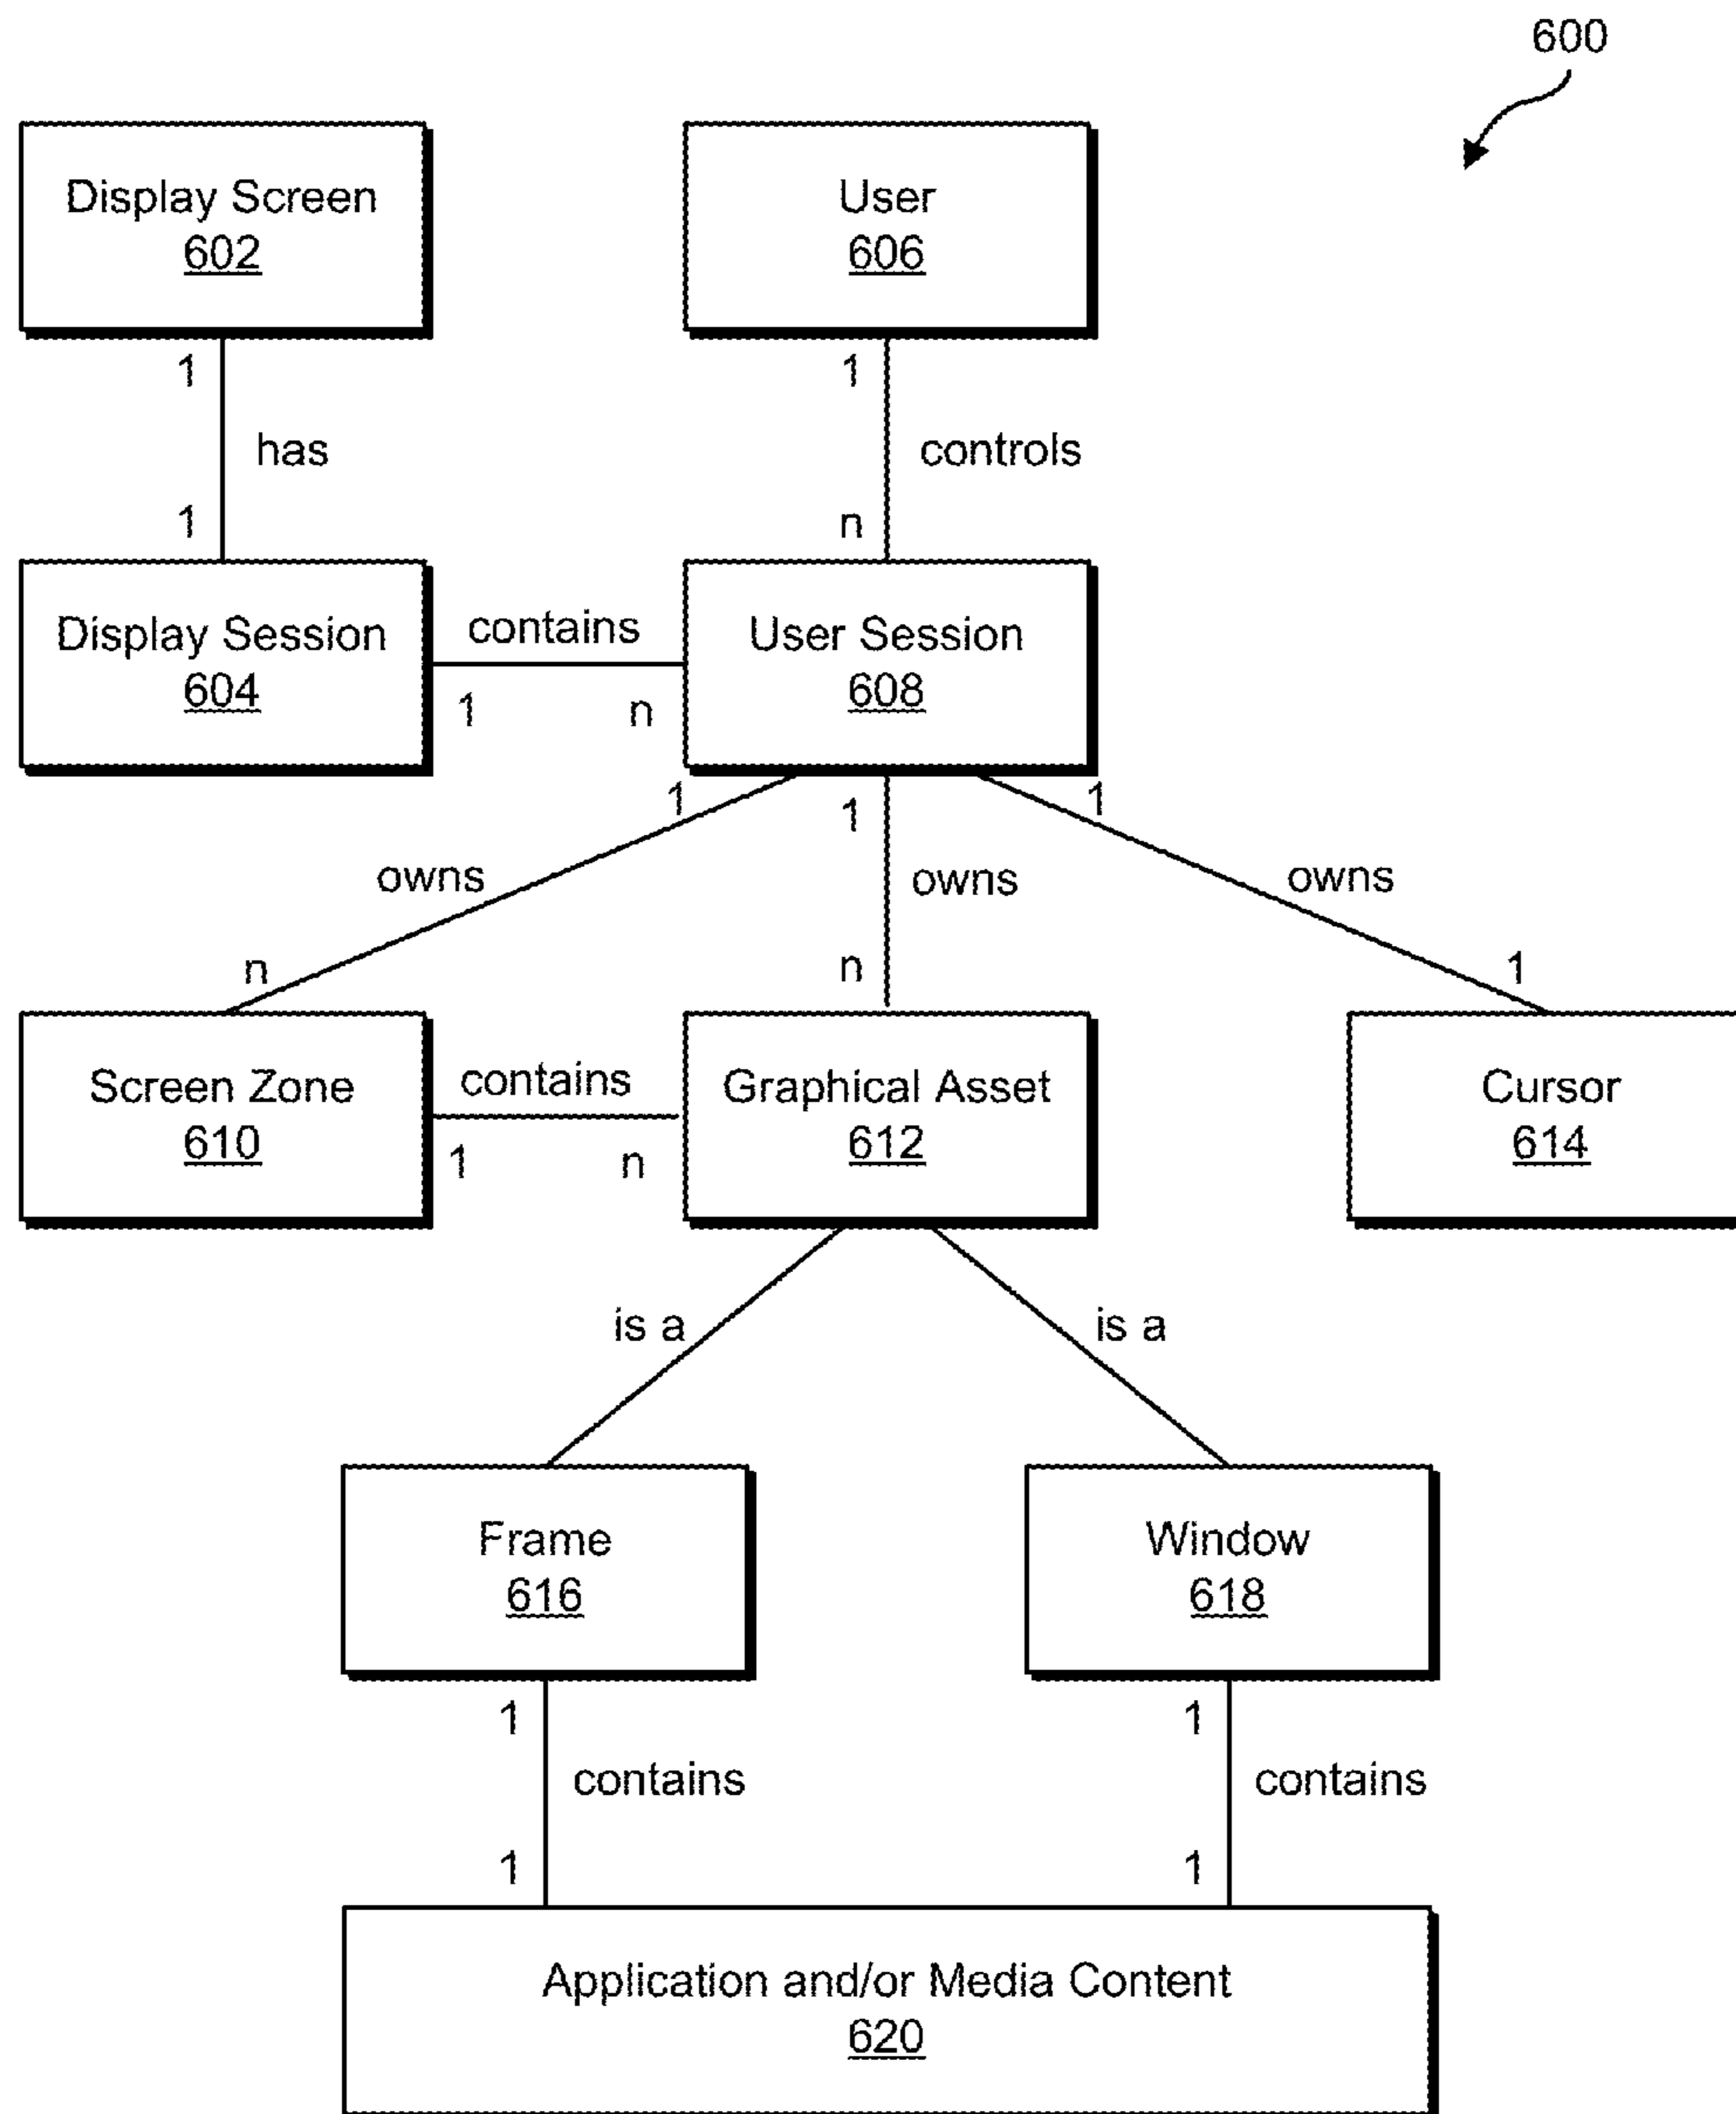 600
Display Screen
602
User
606
1
1
has
controls
1
n
Display Session
604
contains
1
n
User Session
608
1
1
1
owns
owns
owns
n
n
1
Screen Zone
610
contains
1
n
Graphical Asset
612
Cursor
614
is a
is a
Frame
616
Window
618
1
1
contains
contains
1
1
Application and/or Media Content
620